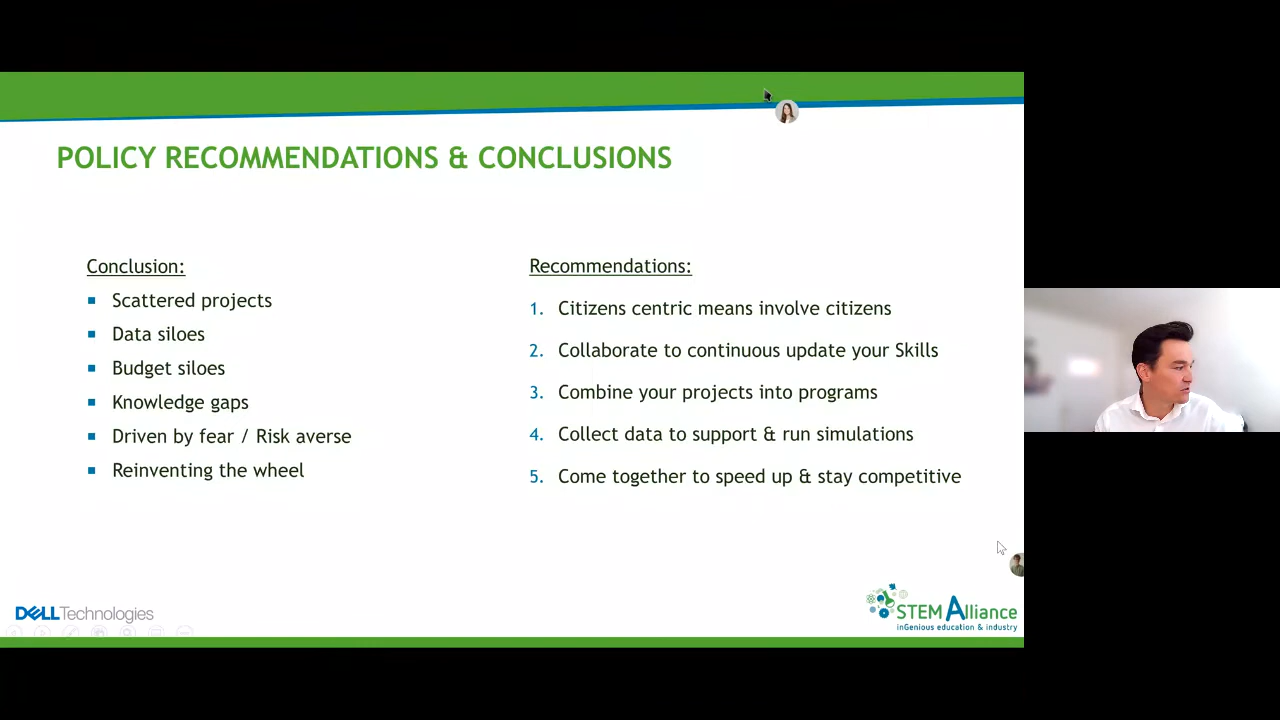 POLICY RECOMMENDATIONS & CONCLUSIONS
Conclusion:
Scattered projects
Data siloes
Budget siloes
Knowledge gaps
Driven by fear / Risk averse
Reinventing the wheel
Recommendations:
1. Citizens centric means involve citizens
2. Collaborate to continuous update your Skills
3. Combine your projects into programs
4. Collect data to support & run simulations
5. Come together to speed up & stay competitive
DELL Technologies
STEM Alliance
inGenious education & industry